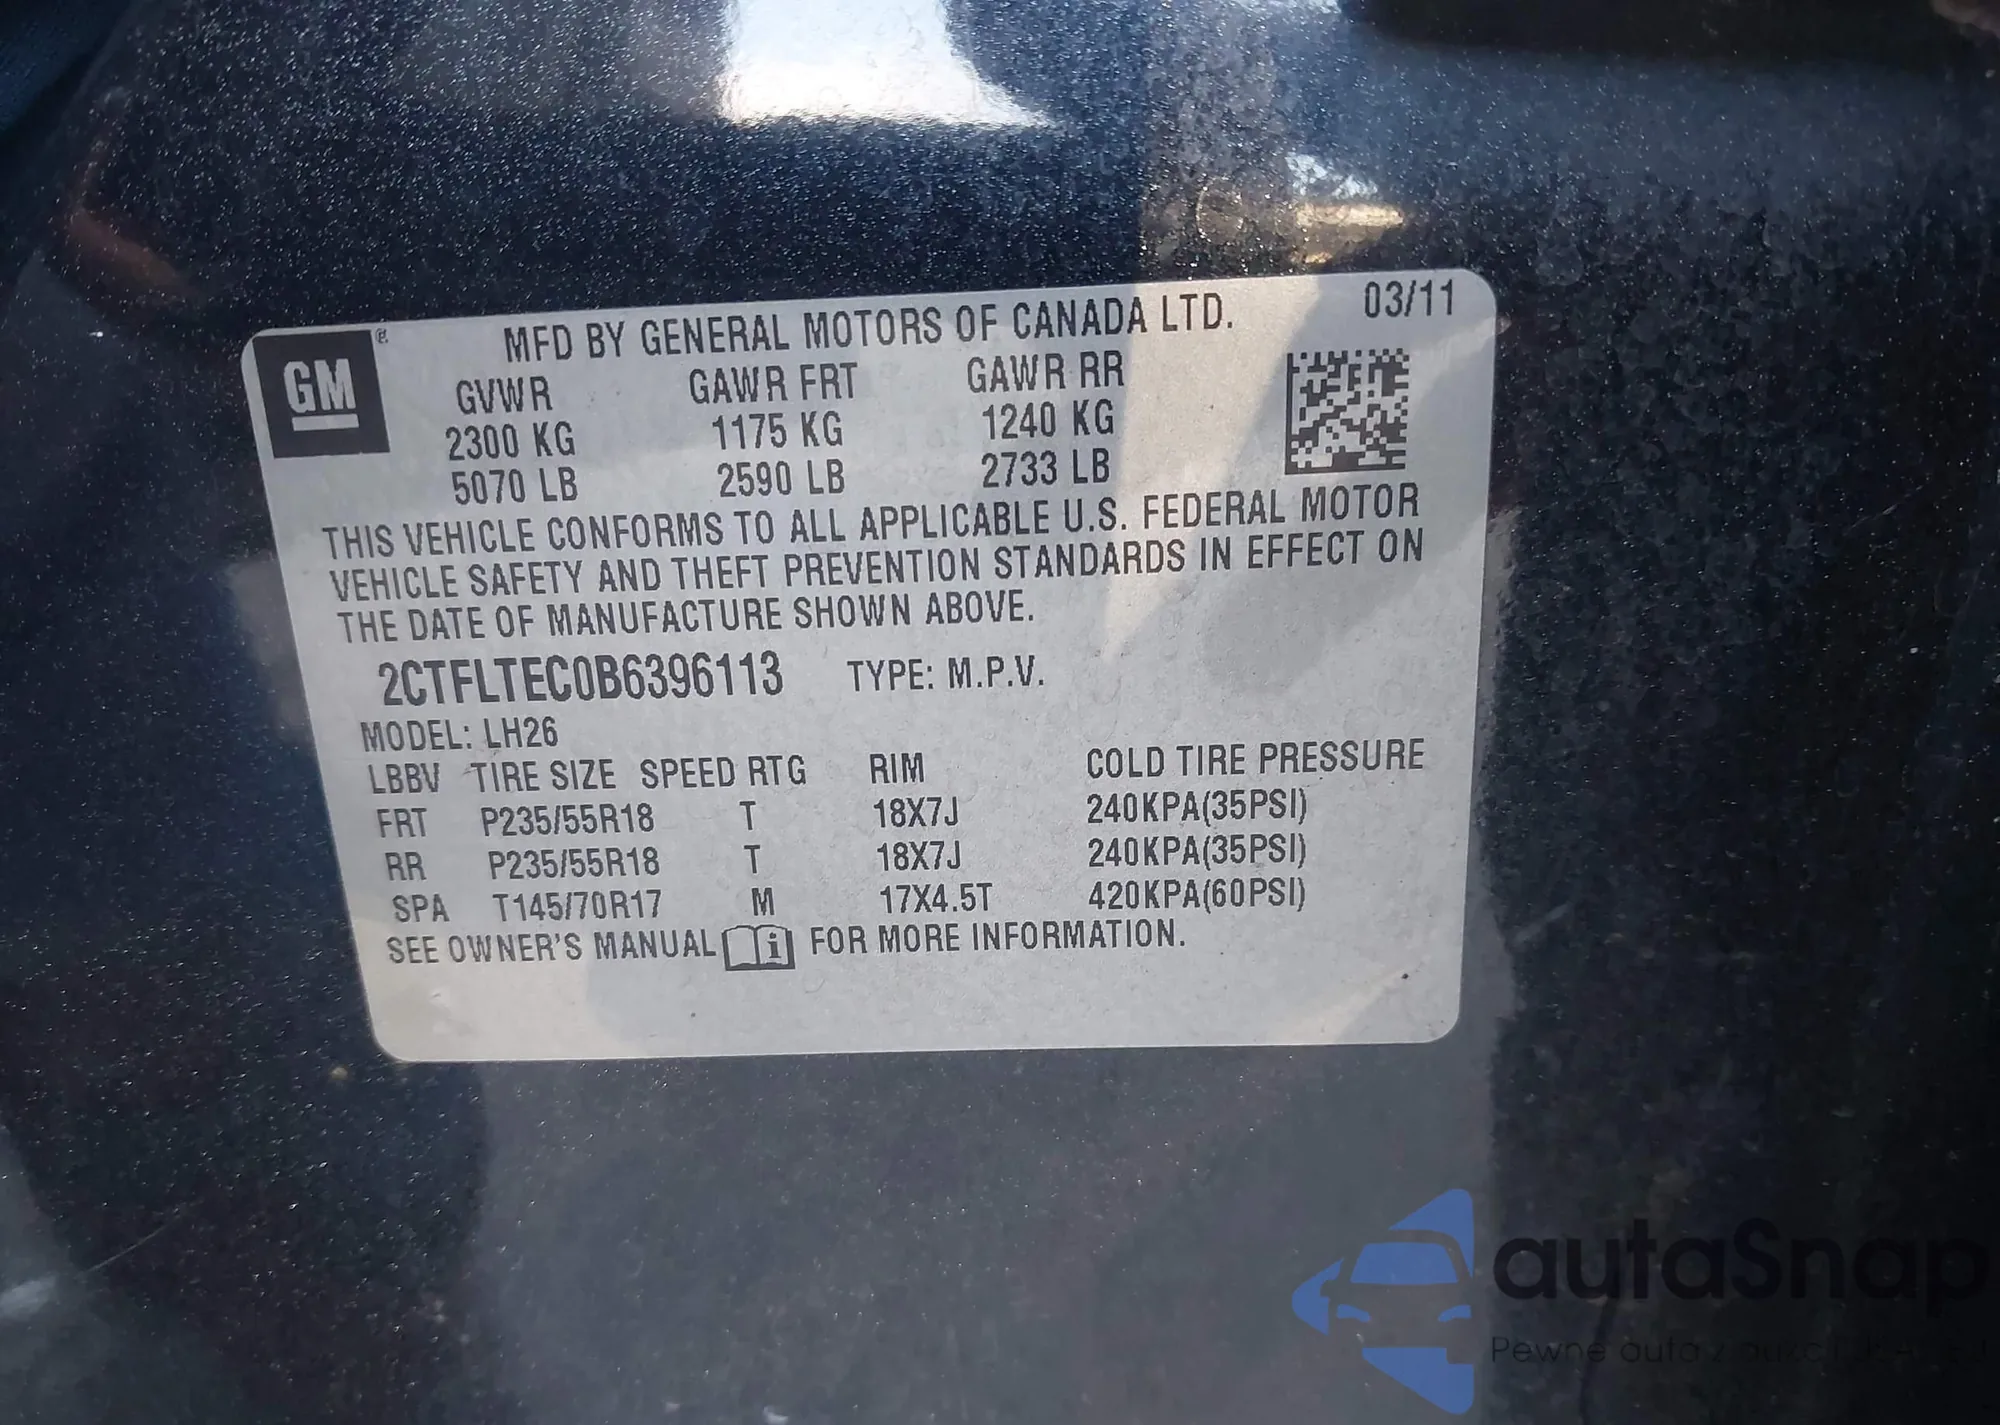 GM
MFD BY GENERAL MOTORS OF CANADA LTD. 03/11
GVWR GAWR FRT GAWR RR
2300 KG 1175 KG 1240 KG
5070 LB 2590 LB 2733 LB
THIS VEHICLE CONFORMS TO ALL APPLICABLE U.S. FEDERAL MOTOR
VEHICLE SAFETY AND THEFT PREVENTION STANDARDS IN EFFECT ON
THE DATE OF MANUFACTURE SHOWN ABOVE.
2CTFLTEC0B6396113 TYPE: M.P.V.
MODEL: LH26
LBBV TIRE SIZE SPEED RTG RIM COLD TIRE PRESSURE
FRT P235/55R18 T 18X7J 240KPA(35PSI)
RR P235/55R18 T 18X7J 240KPA(35PSI)
SPA T145/70R17 M 17X4.5T 420KPA(60PSI)
SEE OWNER'S MANUAL FOR MORE INFORMATION.
autaSnap
Pewne auta z